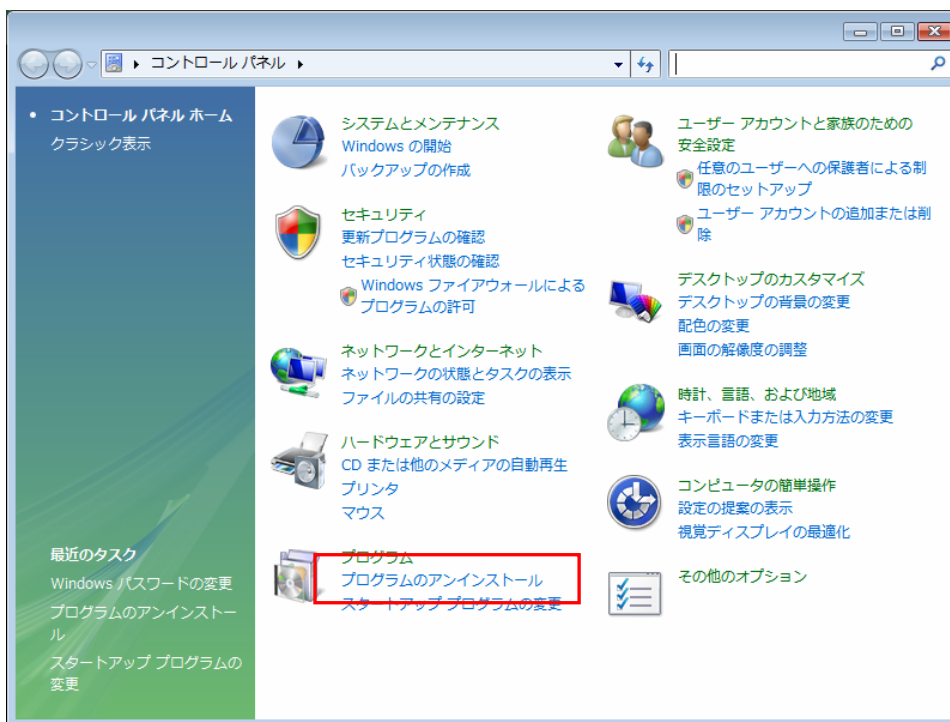 コントロール パネル
コントロール パネル ホーム
クラシック表示
システムとメンテナンス
Windows の開始
バックアップの作成
セキュリティ
更新プログラムの確認
セキュリティ状態の確認
Windows ファイアウォールによる
プログラムの許可
ネットワークとインターネット
ネットワークの状態とタスクの表示
ファイルの共有の設定
ハードウェアとサウンド
CD または他のメディアの自動再生
プリンタ
マウス
プログラム
プログラムのアンインストール
スタートアップ プログラムの変更
ユーザー アカウントと家族のための
安全設定
任意のユーザーへの保護者による制
限のセットアップ
ユーザー アカウントの追加または削
除
デスクトップのカスタマイズ
デスクトップの背景の変更
配色の変更
画面の解像度の調整
時計、言語、および地域
キーボードまたは入力方法の変更
表示言語の変更
コンピュータの簡単操作
設定の提案の表示
視覚ディスプレイの最適化
その他のオプション
最近のタスク
Windows パスワードの変更
プログラムのアンインストー
ル
スタートアップ プログラムの
変更